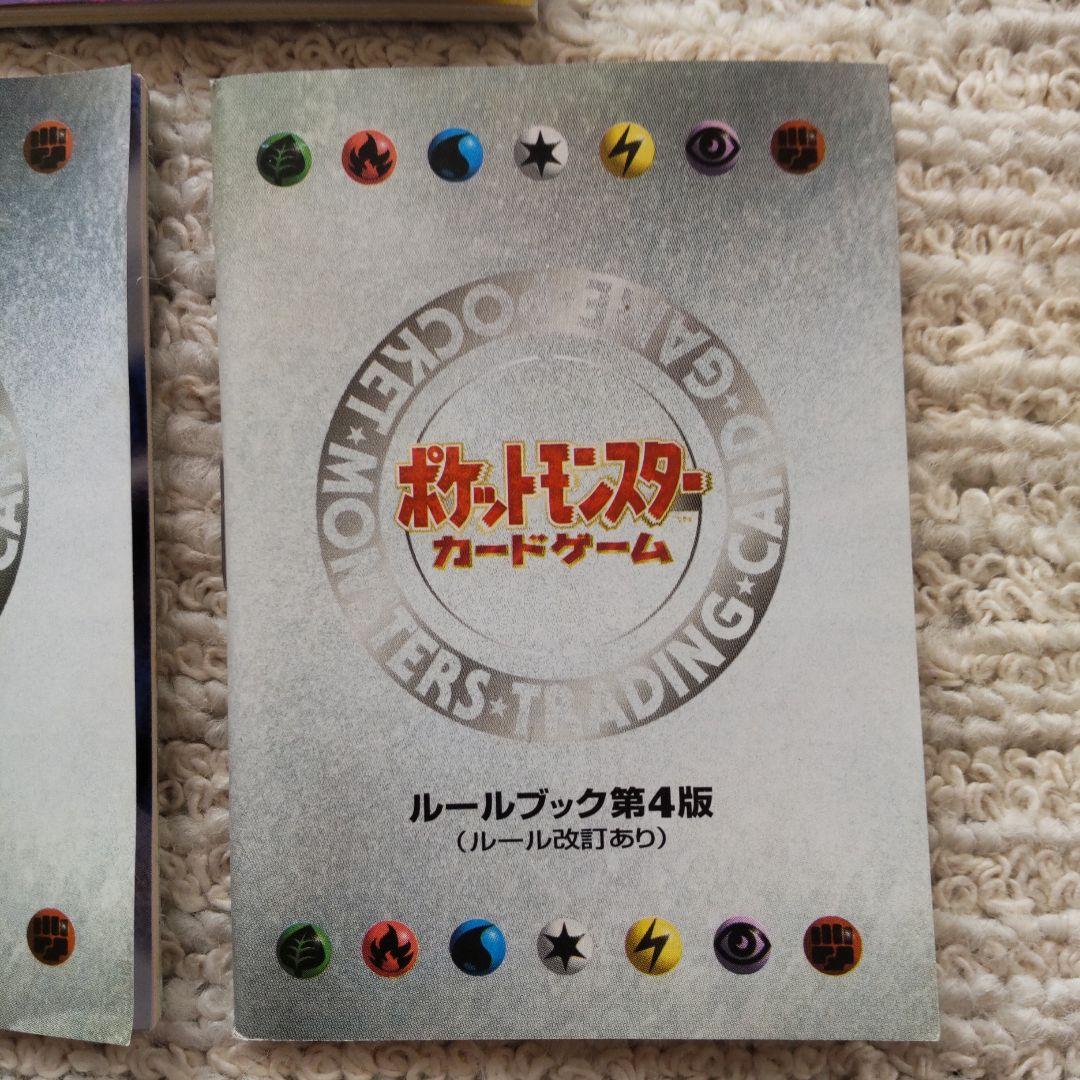 POCKET★MONSTERS★TRADING★CARD★GAME
ポケットモンスター
カードゲーム
ルールブック第4版
(ルール改訂あり)
CAR